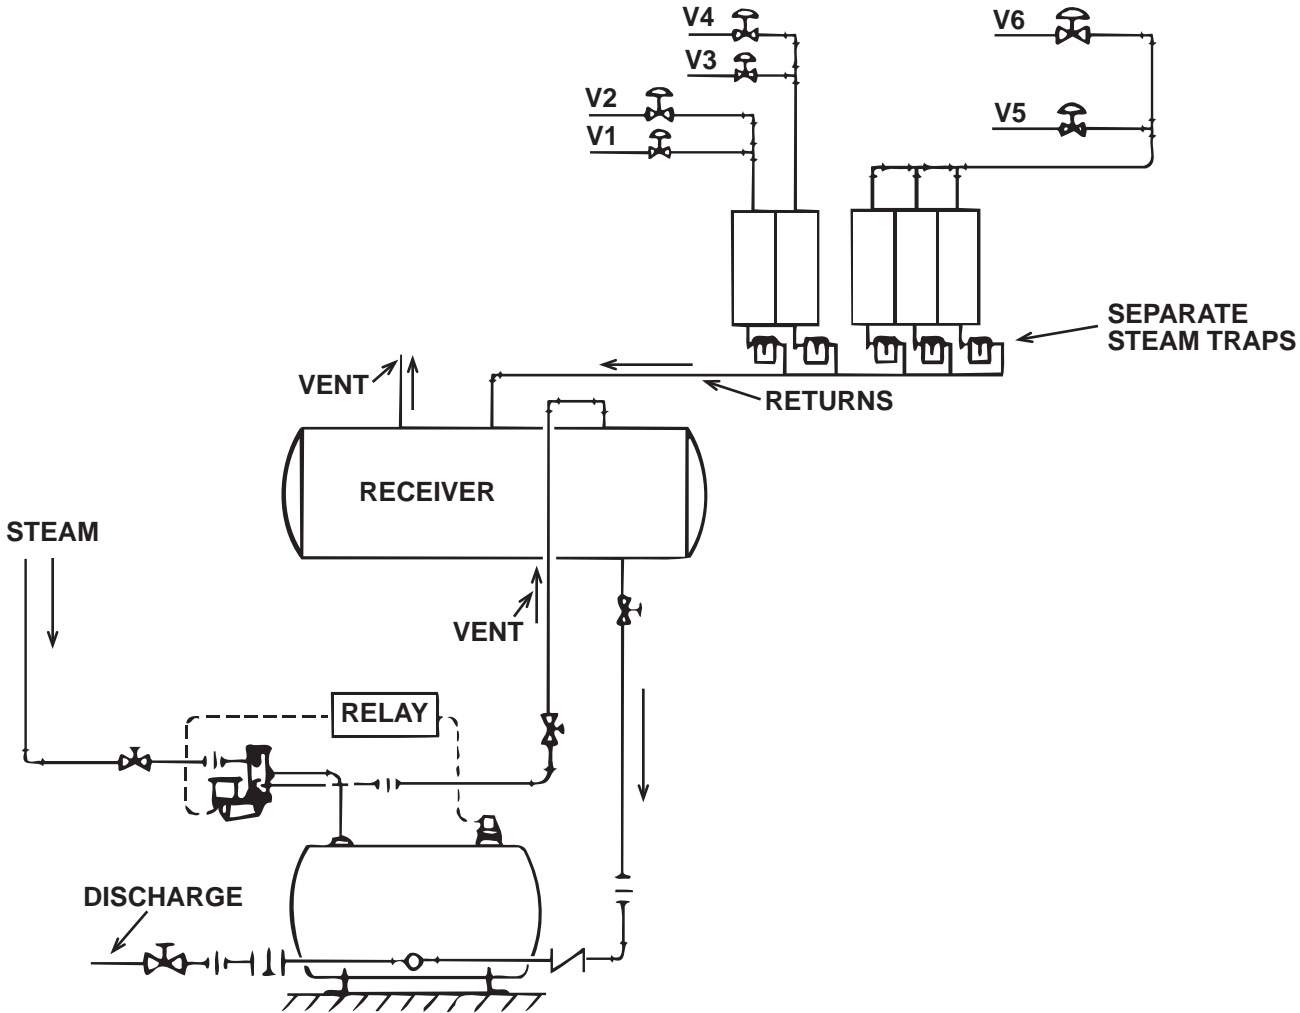 V4
V6
V3
V2
V5
V1
SEPARATE
STEAM TRAPS
VENT
RETURNS
RECEIVER
STEAM
VENT
RELAY
DISCHARGE